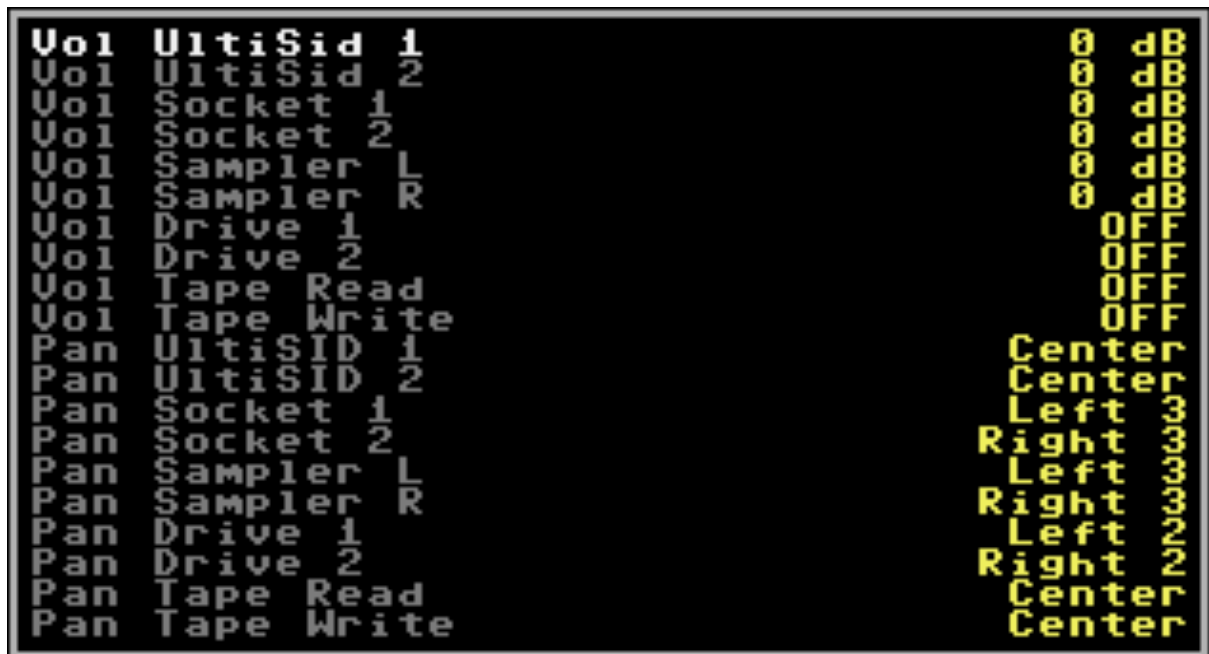 Vol UltiSid 1 0 dB
Vol UltiSid 2 0 dB
Vol Socket 1 0 dB
Vol Socket 2 0 dB
Vol Sampler L 0 dB
Vol Sampler R 0 dB
Vol Drive 1 OFF
Vol Drive 2 OFF
Vol Tape Read OFF
Vol Tape Write OFF
Pan UltiSID 1 Center
Pan UltiSID 2 Center
Pan Socket 1 Left 3
Pan Socket 2 Right 3
Pan Sampler L Left 3
Pan Sampler R Right 3
Pan Drive 1 Left 2
Pan Drive 2 Right 2
Pan Tape Read Center
Pan Tape Write Center